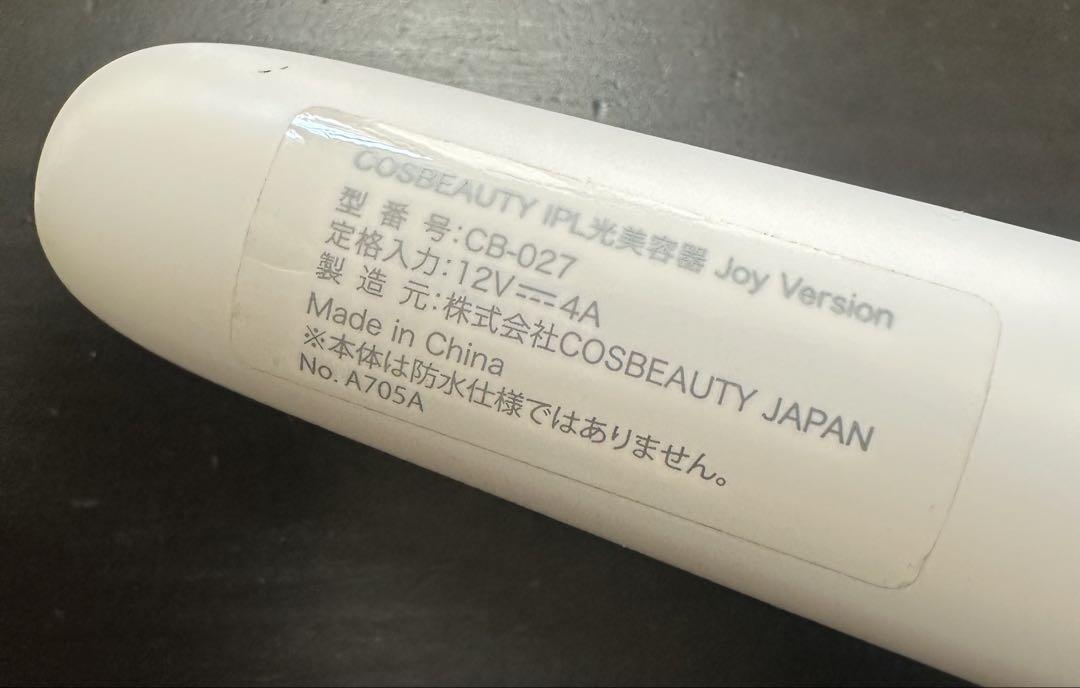 COSBEAUTY IPL光美容器 Joy Version
型番号:CB-027
定格入力:12V⎓4A
製造元:株式会社COSBEAUTY JAPAN
Made in China
※本体は防水仕様ではありません。
No. A705A